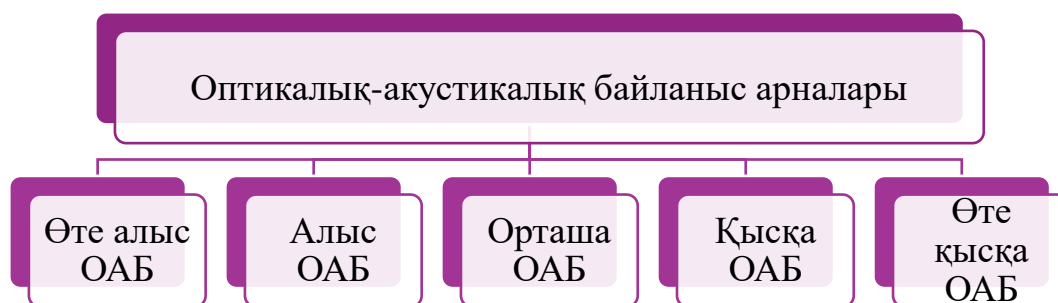 Оптикалық-акустикалық байланыс арналары
Өте алыс
ОАБ
Алыс
ОАБ
Орташа
ОАБ
Қысқа
ОАБ
Өте
қысқа
ОАБ